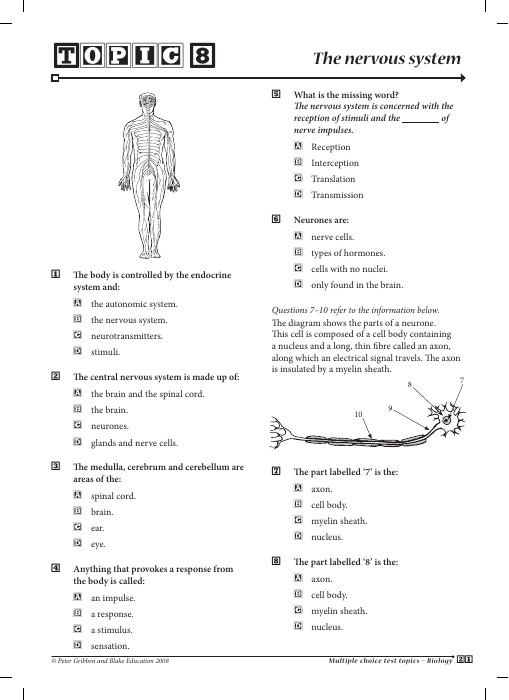 TOPIC 8
The nervous system
1 The body is controlled by the endocrine
system and:
A the autonomic system.
B the nervous system.
C neurotransmitters.
D stimuli.
2 The central nervous system is made up of:
A the brain and the spinal cord.
B the brain.
C neurones.
D glands and nerve cells.
3 The medulla, cerebrum and cerebellum are
areas of the:
A spinal cord.
B brain.
C ear.
D eye.
4 Anything that provokes a response from
the body is called:
A an impulse.
B a response.
C a stimulus.
D sensation.
5 What is the missing word?
The nervous system is concerned with the
reception of stimuli and the ________ of
nerve impulses.
A Reception
B Interception
C Translation
D Transmission
6 Neurones are:
A nerve cells.
B types of hormones.
C cells with no nuclei.
D only found in the brain.
Questions 7–10 refer to the information below.
The diagram shows the parts of a neurone.
This cell is composed of a cell body containing
a nucleus and a long, thin fibre called an axon,
along which an electrical signal travels. The axon
is insulated by a myelin sheath.
7
8
9
10
7 The part labelled ‘7’ is the:
A axon.
B cell body.
C myelin sheath.
D nucleus.
8 The part labelled ‘8’ is the:
A axon.
B cell body.
C myelin sheath.
D nucleus.
© Peter Gribben and Blake Education 2008
Multiple choice test topics – Biology 21